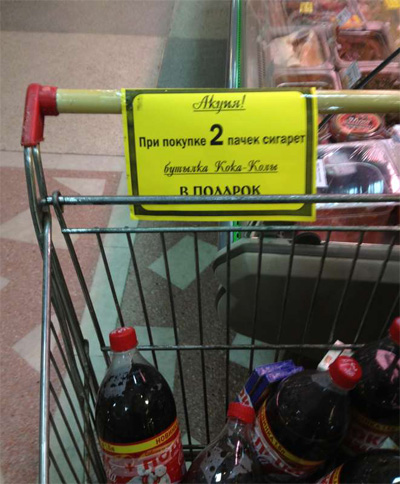 Акция!
При покупке 2 пачек сигарет
бутылка Кока-Колы
В ПОДАРОК